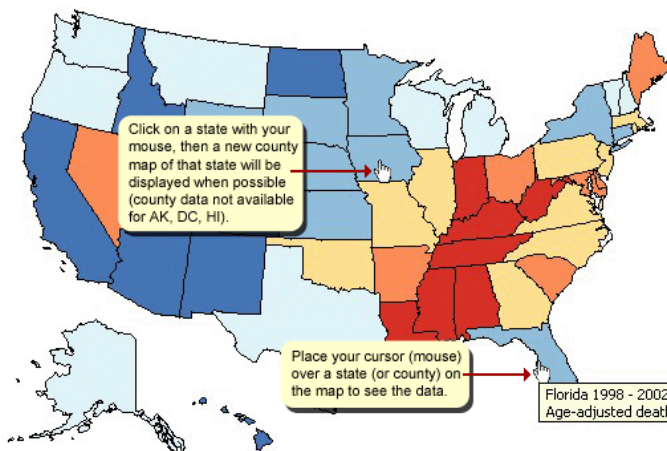 Click on a state with your
mouse, then a new county
map of that state will be
displayed when possible
(county data not available
for AK, DC, HI).
Place your cursor (mouse)
over a state (or county) on
the map to see the data.
Florida 1998 - 2002
Age-adjusted death